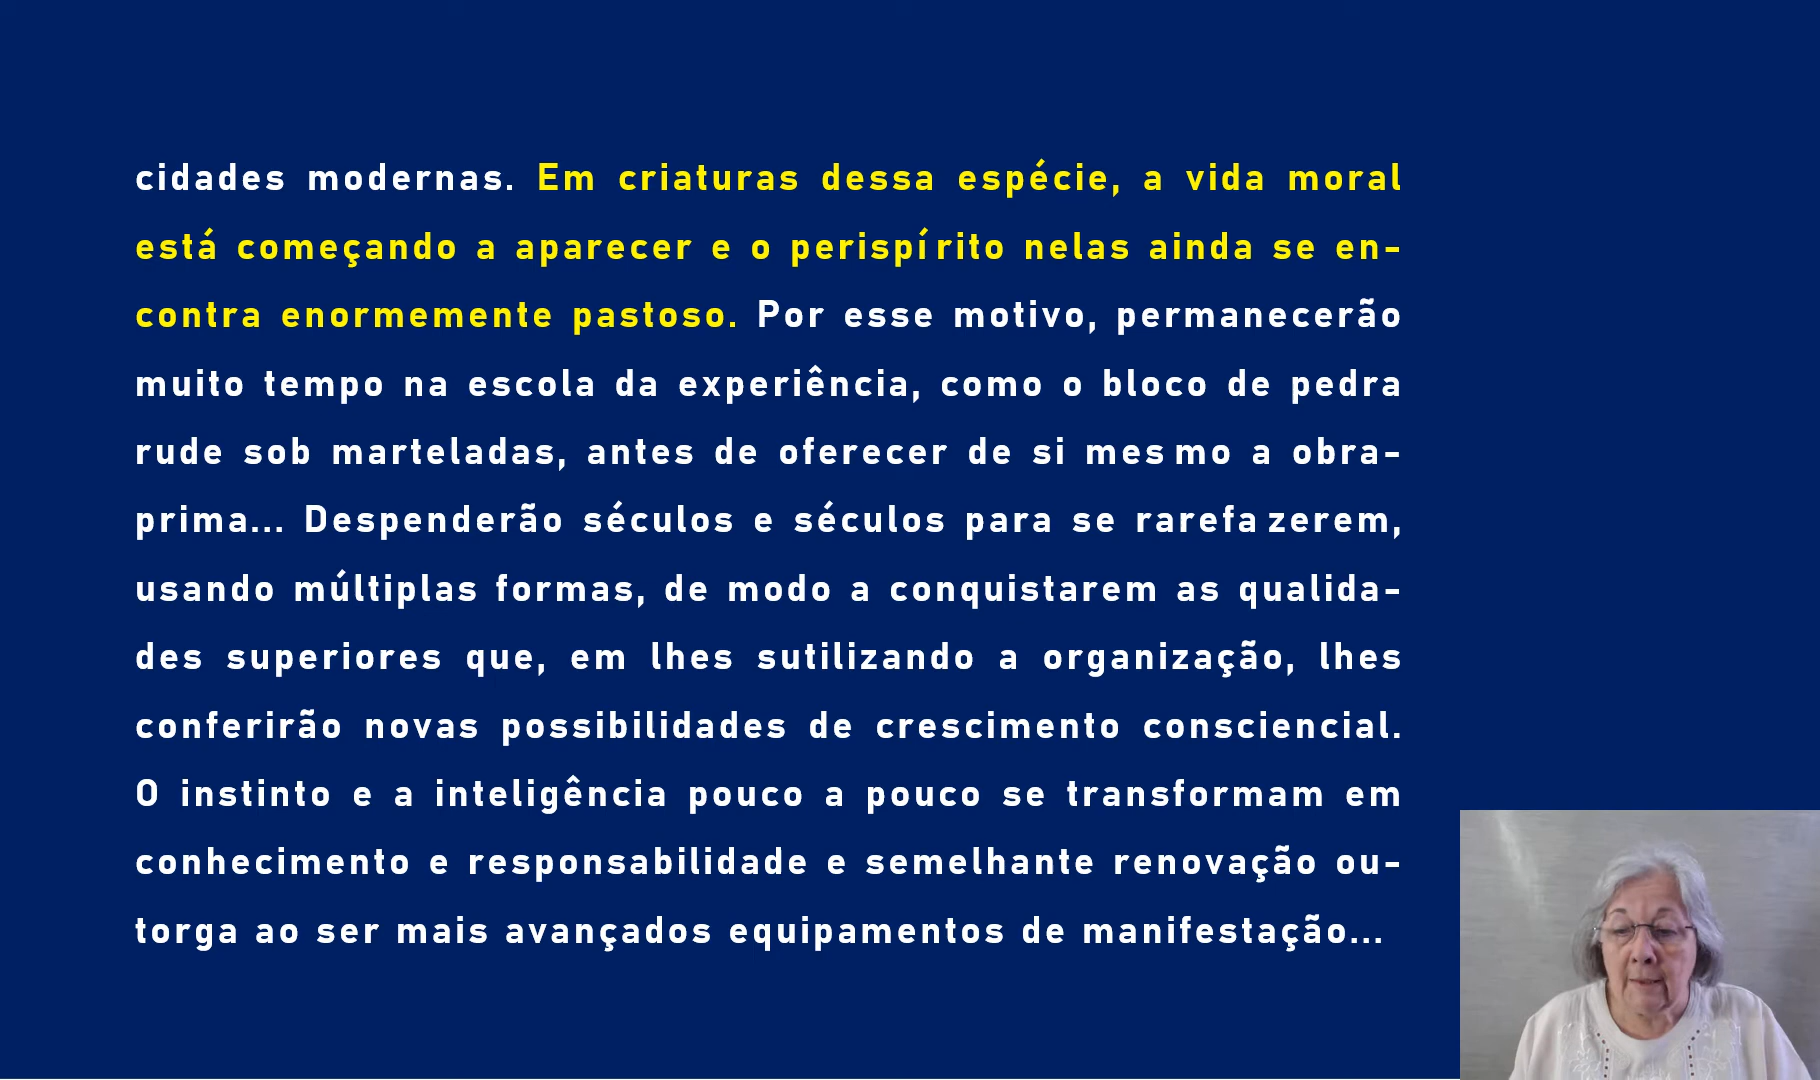 cidades modernas. Em criaturas dessa espécie, a vida moral
está começando a aparecer e o perispírito nelas ainda se en-
contra enormemente pastoso. Por esse motivo, permanecerão
muito tempo na escola da experiência, como o bloco de pedra
rude sob marteladas, antes de oferecer de si mesmo a obra-
prima... Despenderão séculos e séculos para se rarefazerem,
usando múltiplas formas, de modo a conquistarem as qualida-
des superiores que, em lhes sutilizando a organização, lhes
conferirão novas possibilidades de crescimento consciencial.
O instinto e a inteligência pouco a pouco se transformam em
conhecimento e responsabilidade e semelhante renovação ou-
torga ao ser mais avançados equipamentos de manifestação...